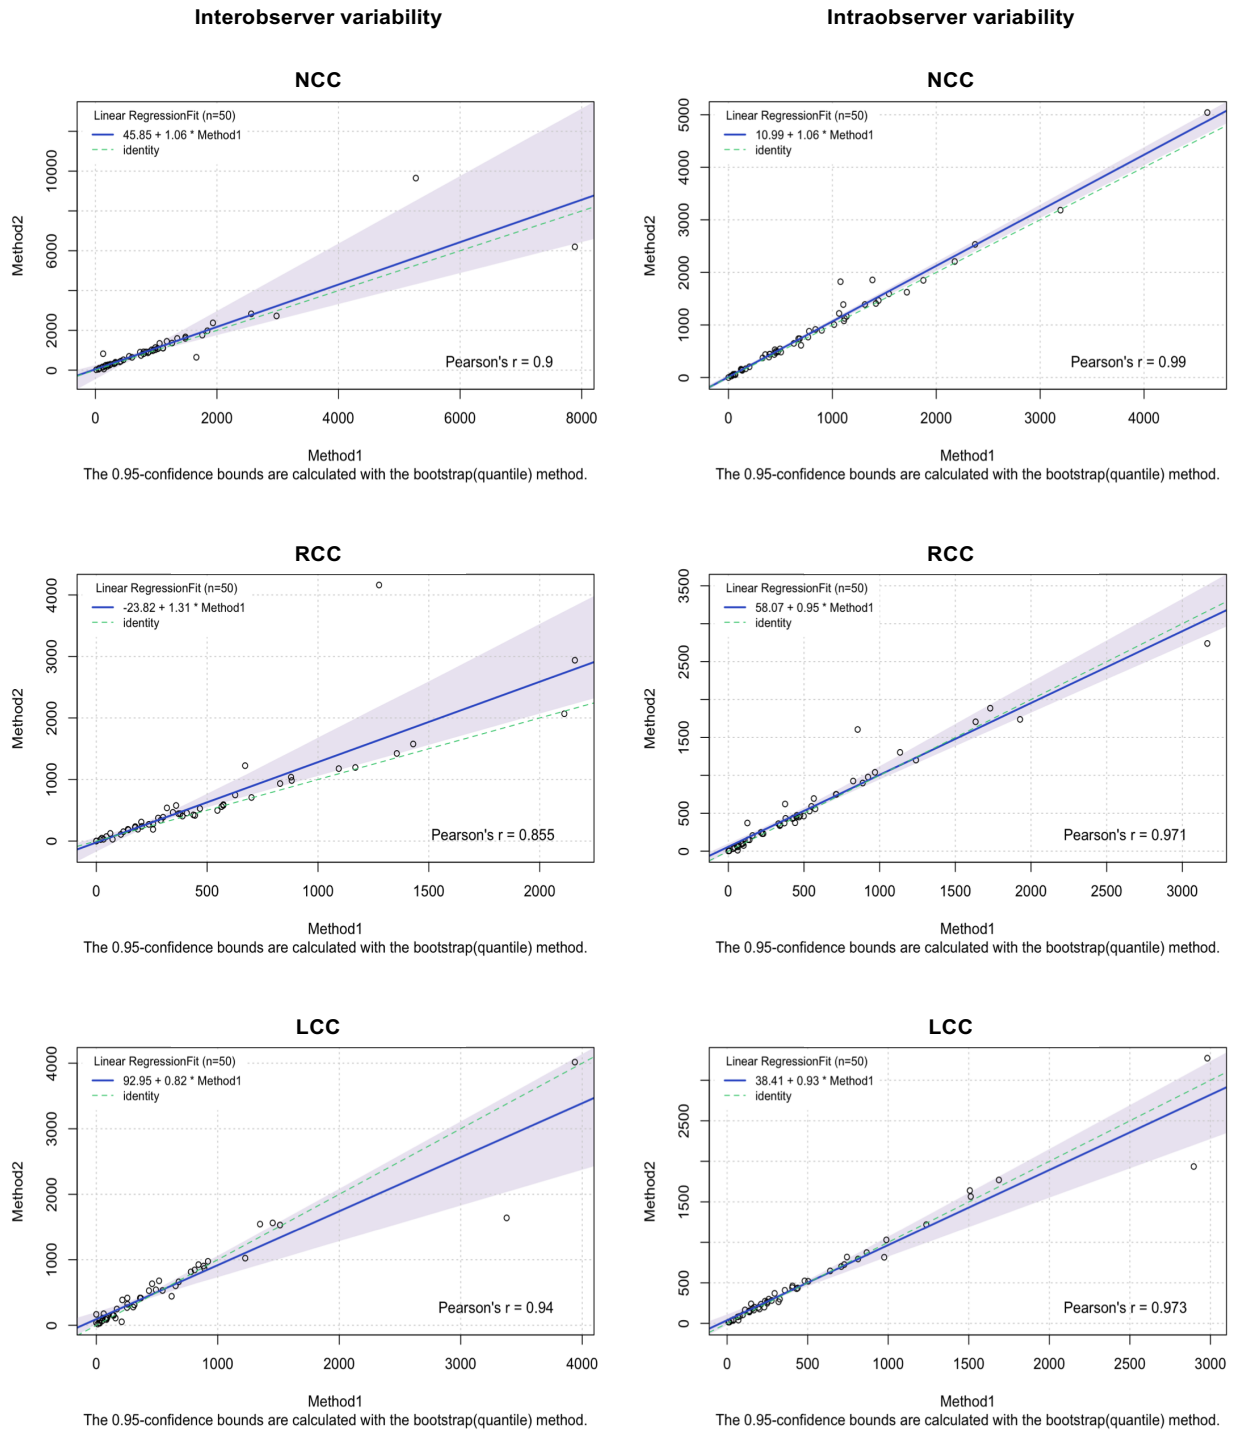 Interobserver variability
Intraobserver variability
NCC
Linear RegressionFit (n=50)
45.85 + 1.06 * Method1
identity
10000
6000
2000
0
Method2
Pearson's r = 0.9
0 2000 4000 6000 8000
Method1
The 0.95-confidence bounds are calculated with the bootstrap(quantile) method.
NCC
Linear RegressionFit (n=50)
10.99 + 1.06 * Method1
identity
5000
4000
3000
2000
1000
0
Method2
Pearson's r = 0.99
0 1000 2000 3000 4000
Method1
The 0.95-confidence bounds are calculated with the bootstrap(quantile) method.
RCC
Linear RegressionFit (n=50)
-23.82 + 1.31 * Method1
identity
4000
3000
2000
1000
0
Method2
Pearson's r = 0.855
0 500 1000 1500 2000
Method1
The 0.95-confidence bounds are calculated with the bootstrap(quantile) method.
RCC
Linear RegressionFit (n=50)
58.07 + 0.95 * Method1
identity
3500
2500
1500
500
0
Method2
Pearson's r = 0.971
0 500 1000 1500 2000 2500 3000
Method1
The 0.95-confidence bounds are calculated with the bootstrap(quantile) method.
LCC
Linear RegressionFit (n=50)
92.95 + 0.82 * Method1
identity
4000
3000
2000
1000
0
Method2
Pearson's r = 0.94
0 1000 2000 3000 4000
Method1
The 0.95-confidence bounds are calculated with the bootstrap(quantile) method.
LCC
Linear RegressionFit (n=50)
38.41 + 0.93 * Method1
identity
2500
1500
500
0
Method2
Pearson's r = 0.973
0 500 1000 1500 2000 2500 3000
Method1
The 0.95-confidence bounds are calculated with the bootstrap(quantile) method.